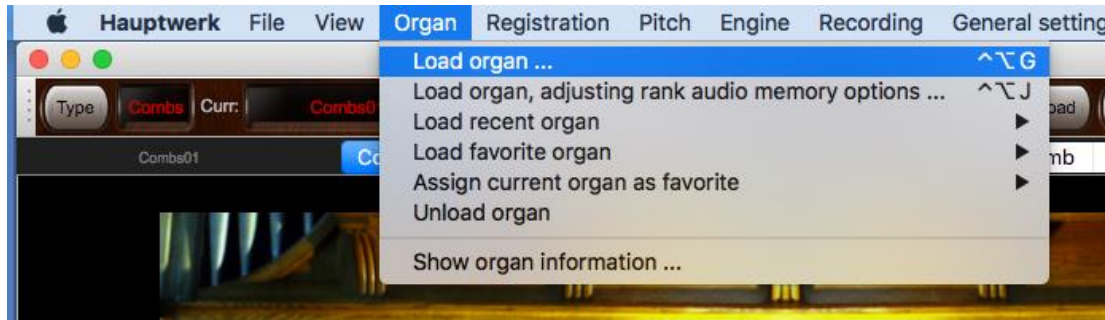 Hauptwerk File View Organ Registration Pitch Engine Recording General setting
Load organ ... ^⌥G
Type Combs Curr: Combs0
Load organ, adjusting rank audio memory options ... ^⌥J
Load recent organ
Combs01
Load favorite organ
Assign current organ as favorite
Unload organ
Show organ information ...